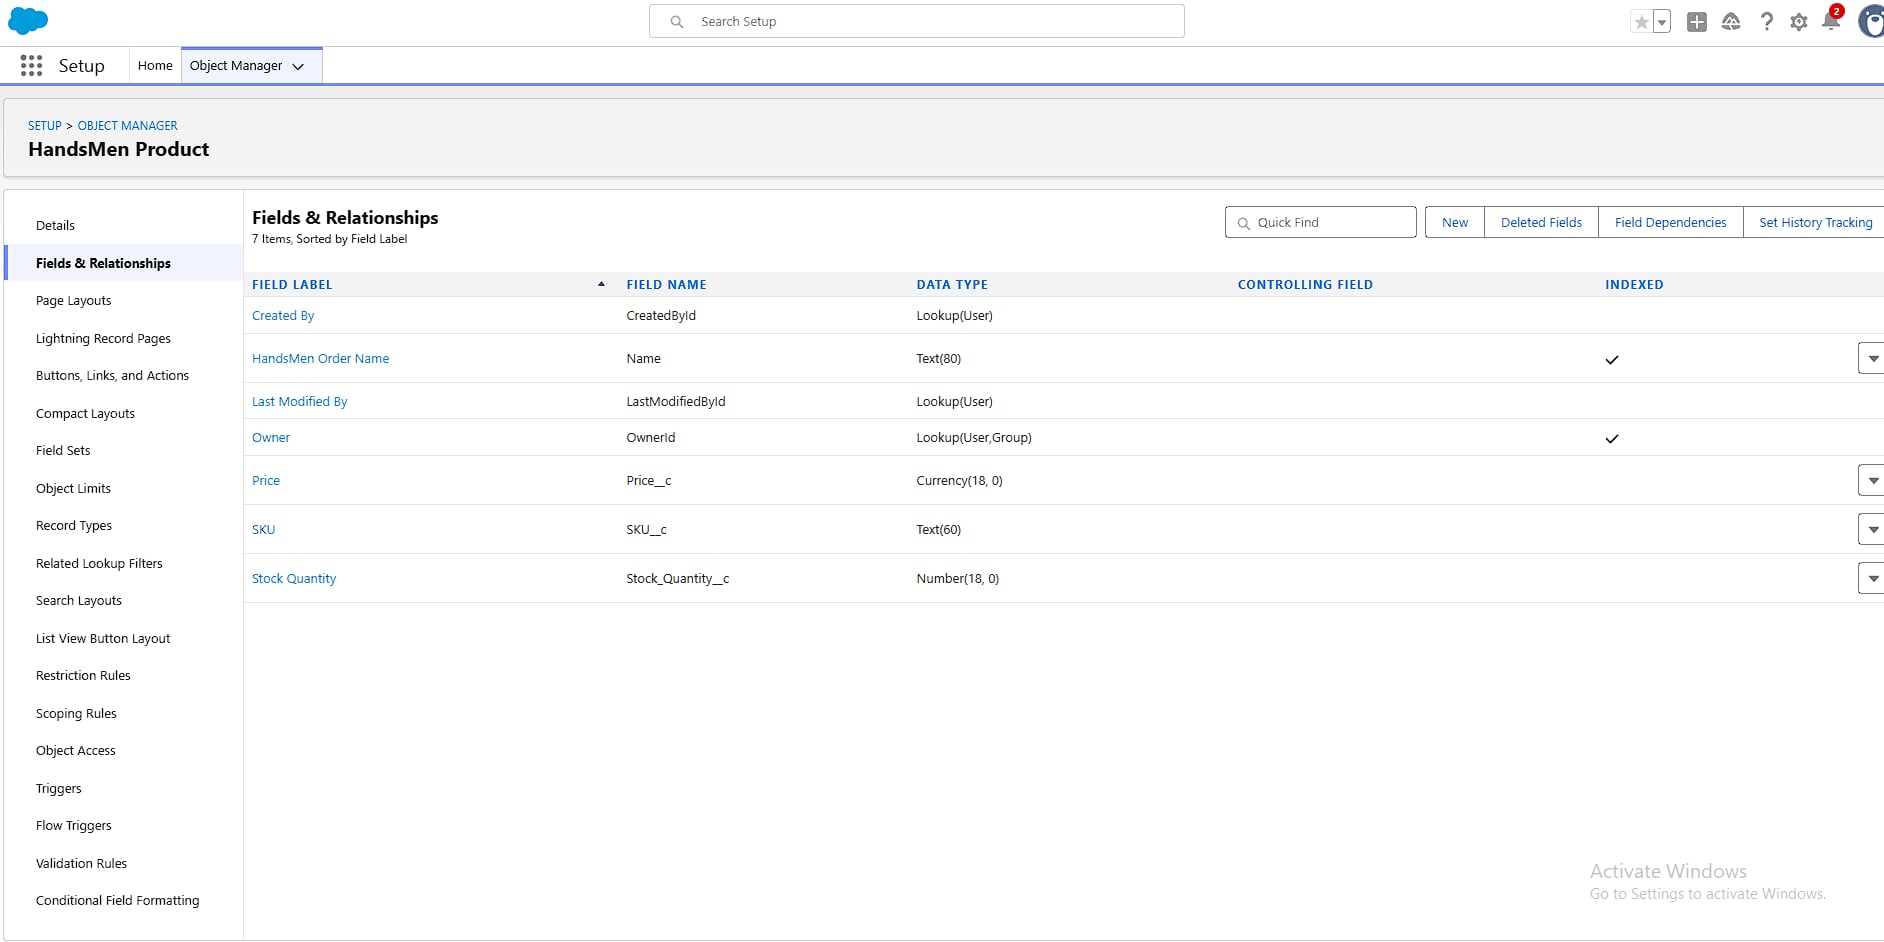 Search Setup
2
Setup
Home
Object Manager
SETUP > OBJECT MANAGER
HandsMen Product
Details
Fields & Relationships
Page Layouts
Lightning Record Pages
Buttons, Links, and Actions
Compact Layouts
Field Sets
Object Limits
Record Types
Related Lookup Filters
Search Layouts
List View Button Layout
Restriction Rules
Scoping Rules
Object Access
Triggers
Flow Triggers
Validation Rules
Conditional Field Formatting
Fields & Relationships
7 Items, Sorted by Field Label
Quick Find
New
Deleted Fields
Field Dependencies
Set History Tracking
FIELD LABEL FIELD NAME DATA TYPE CONTROLLING FIELD INDEXED
Created By CreatedById Lookup(User)
HandsMen Order Name Name Text(80)
Last Modified By LastModifiedById Lookup(User)
Owner OwnerId Lookup(User,Group)
Price Price__c Currency(18, 0)
SKU SKU__c Text(60)
Stock Quantity Stock_Quantity__c Number(18, 0)
Activate Windows
Go to Settings to activate Windows.